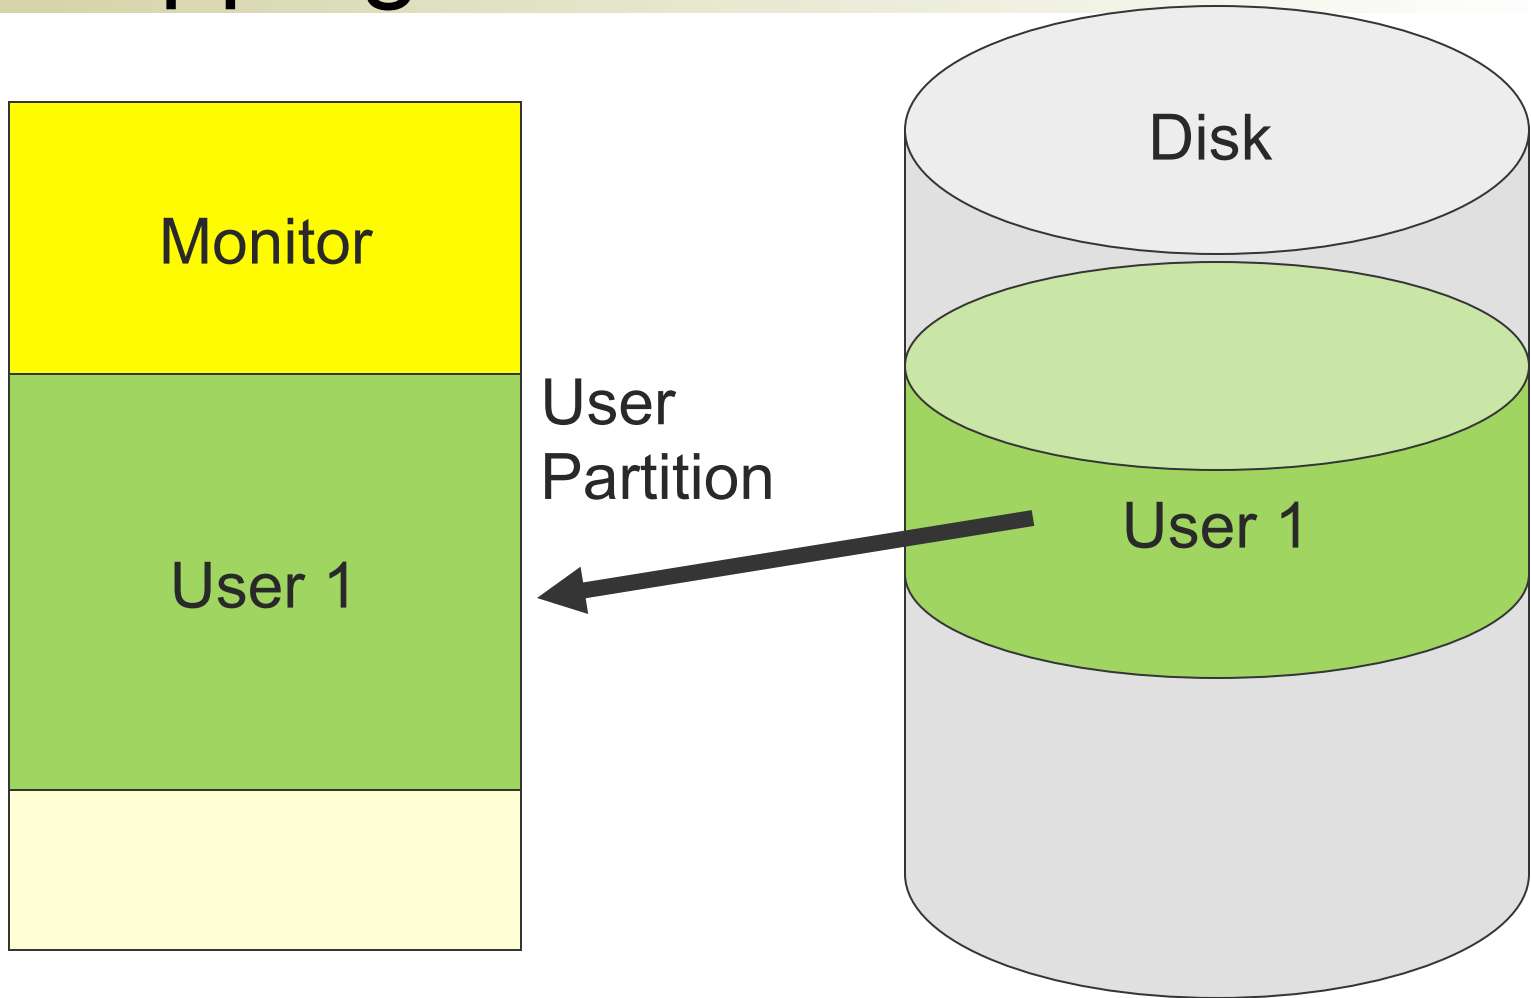 Disk
Monitor
User
Partition
User 1
User 1